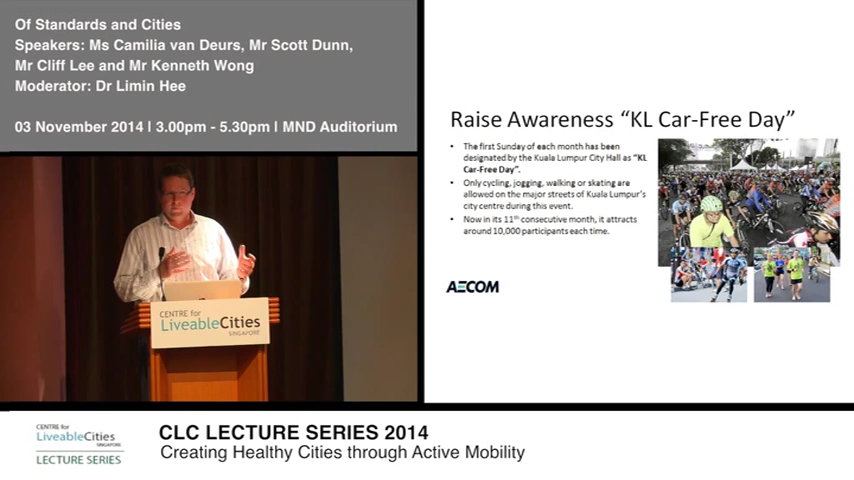 Of Standards and Cities
Speakers: Ms Camilia van Deurs, Mr Scott Dunn,
Mr Cliff Lee and Mr Kenneth Wong
Moderator: Dr Limin Hee
03 November 2014 | 3.00pm - 5.30pm | MND Auditorium
CENTRE for
LiveableCities
SINGAPORE
Raise Awareness “KL Car-Free Day”
• The first Sunday of each month has been
designated by the Kuala Lumpur City Hall as “KL
Car-Free Day”.
• Only cycling, jogging, walking or skating are
allowed on the major streets of Kuala Lumpur’s
city centre during this event.
• Now in its 11th consecutive month, it attracts
around 10,000 participants each time.
AECOM
CENTRE for
LiveableCities
SINGAPORE
LECTURE SERIES
CLC LECTURE SERIES 2014
Creating Healthy Cities through Active Mobility